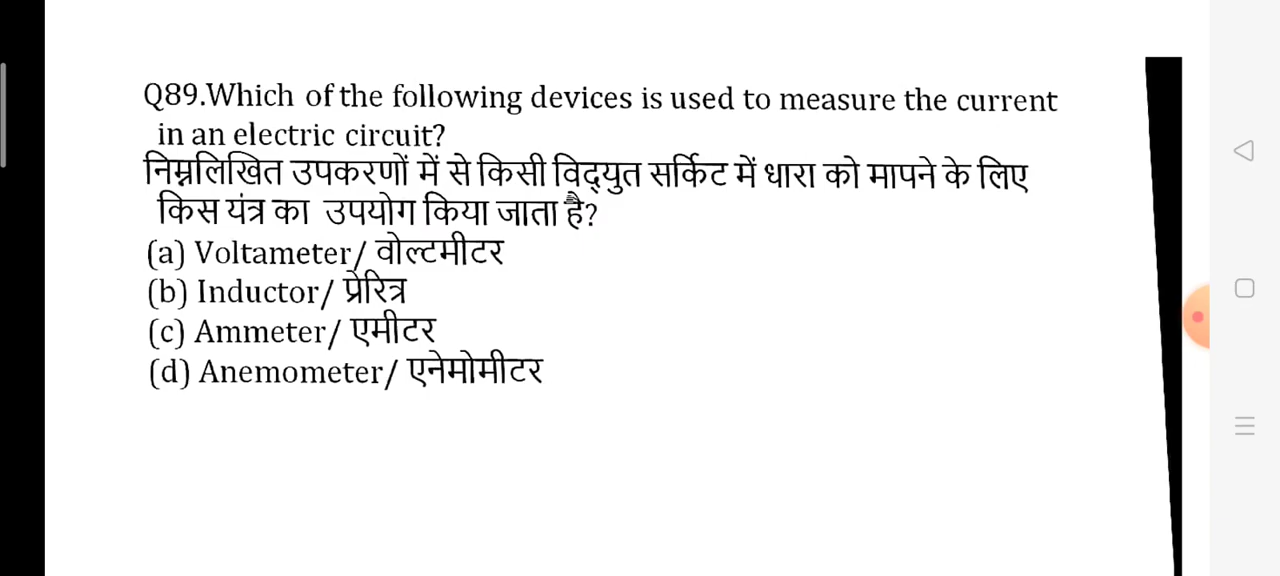 Q89.Which of the following devices is used to measure the current
in an electric circuit?
निम्नलिखित उपकरणों में से किसी विद्युत सर्किट में धारा को मापने के लिए
किस यंत्र का उपयोग किया जाता है?
(a) Voltameter/ वोल्टमीटर
(b) Inductor/ प्रेरित्र
(c) Ammeter/ एमीटर
(d) Anemometer/ एनेमोमीटर